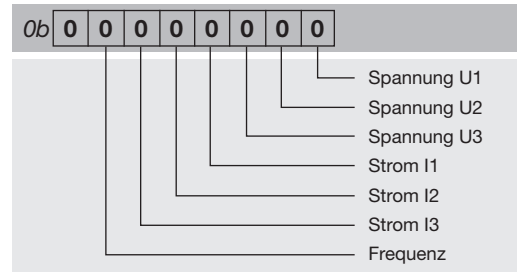 0b 0 0 0 0 0 0 0 0
Spannung U1
Spannung U2
Spannung U3
Strom I1
Strom I2
Strom I3
Frequenz